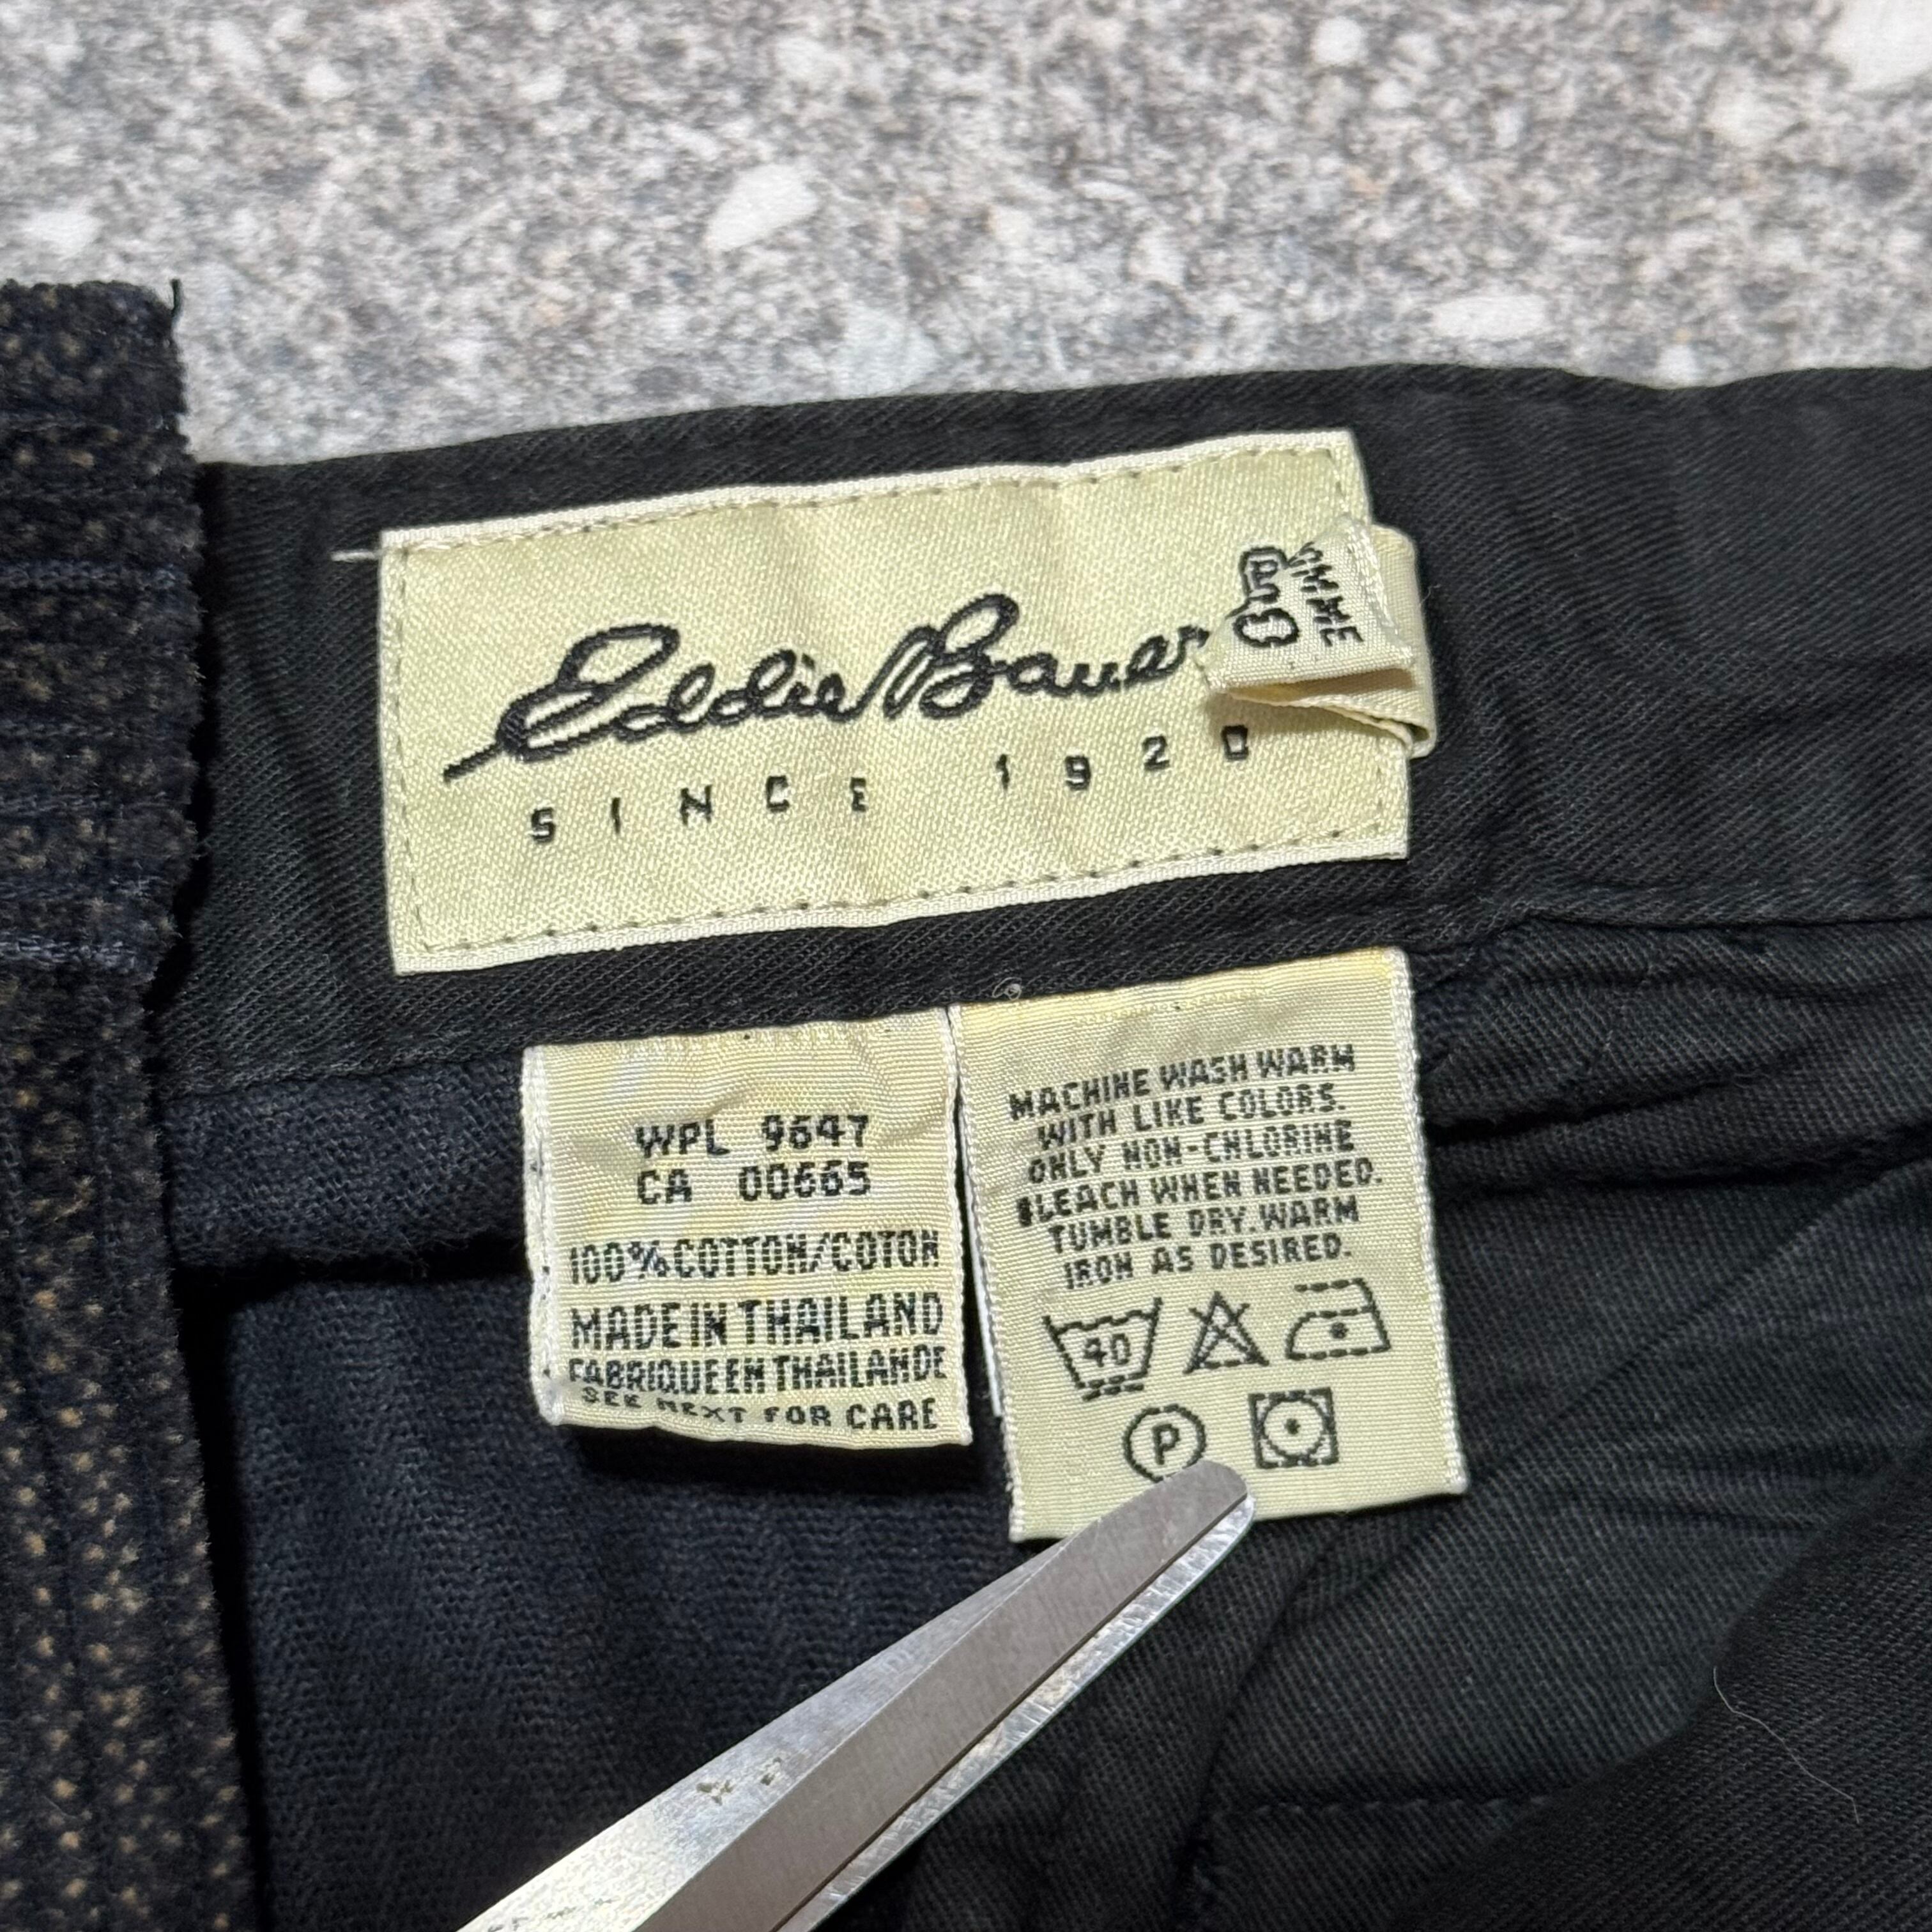 Eddie Bauer
SINCE 1920
WPL 9647
CA 00665
100% COTTON/COTON
MADE IN THAILAND
FABRIQUE EN THAILANDE
SEE NEXT FOR CARE
MACHINE WASH WARM
WITH LIKE COLORS.
ONLY NON-CHLORINE
BLEACH WHEN NEEDED.
TUMBLE DRY.WARM
IRON AS DESIRED.
40
P